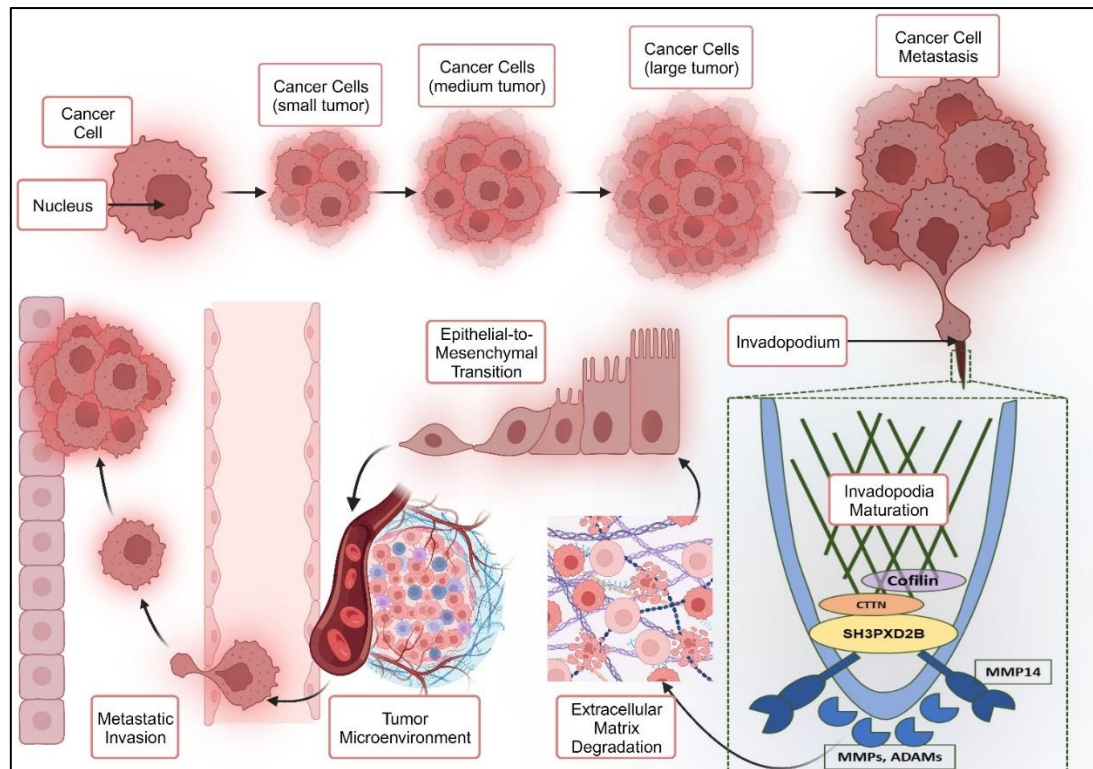 Cancer
Cell
Nucleus
Cancer Cells
(small tumor)
Cancer Cells
(medium tumor)
Cancer Cells
(large tumor)
Cancer Cell
Metastasis
Invadopodium
Epithelial-to-
Mesenchymal
Transition
Invadopodia
Maturation
Cofilin
CTTN
SH3PXD2B
MMP14
MMPs, ADAMs
Extracellular
Matrix
Degradation
Tumor
Microenvironment
Metastatic
Invasion